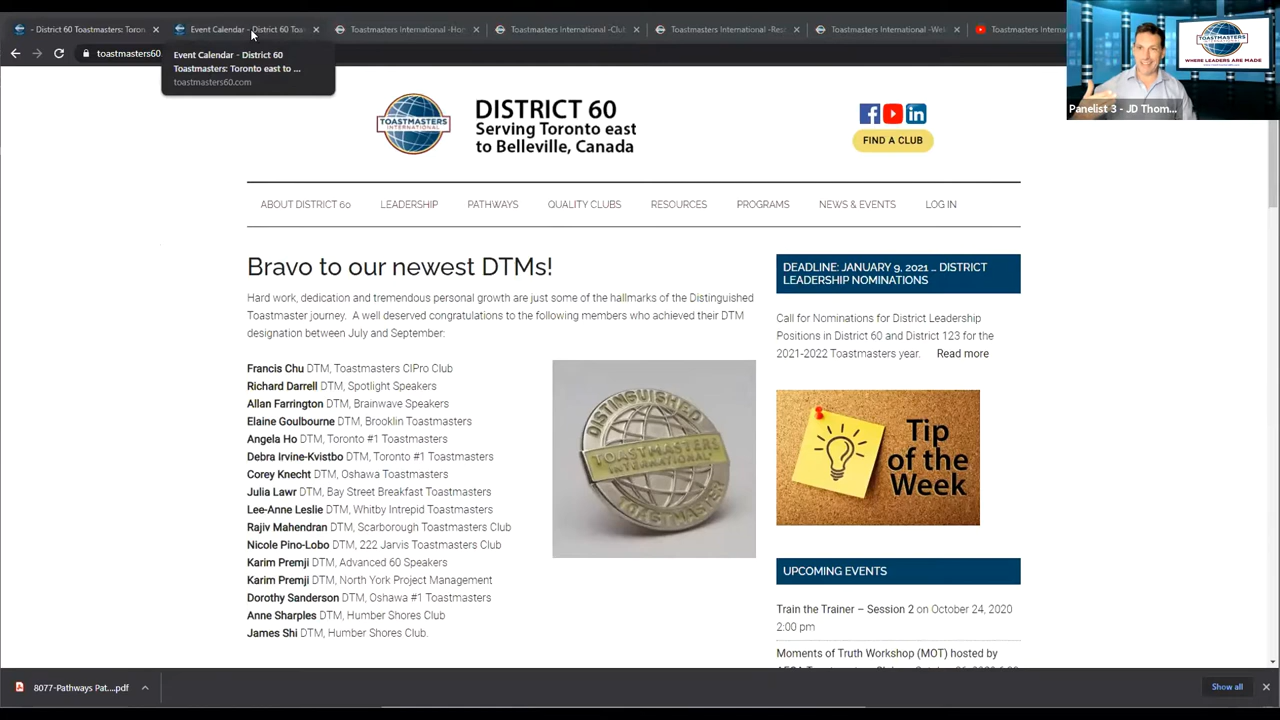 - District 60 Toastmasters: Toron
Event Calendar - District 60 Toa
Toastmasters International -Ho
Toastmasters International -Clu
Toastmasters International -Res
Toastmasters International -Wel
Toastmasters Inter
toastmasters60
Event Calendar - District 60
Toastmasters: Toronto east to ...
toastmasters60.com
TOASTMASTERS
INTERNATIONAL
WHERE LEADERS ARE MADE
Panelist 3 - JD Thom...
TOASTMASTERS
INTERNATIONAL
DISTRICT 60
Serving Toronto east
to Belleville, Canada
FIND A CLUB
ABOUT DISTRICT 60 LEADERSHIP PATHWAYS QUALITY CLUBS RESOURCES PROGRAMS NEWS & EVENTS LOG IN
Bravo to our newest DTMs!
Hard work, dedication and tremendous personal growth are just some of the hallmarks of the Distinguished
Toastmaster journey. A well deserved congratulations to the following members who achieved their DTM
designation between July and September:
Francis Chu DTM, Toastmasters CIPro Club
Richard Darrell DTM, Spotlight Speakers
Allan Farrington DTM, Brainwave Speakers
Elaine Goulbourne DTM, Brooklin Toastmasters
Angela Ho DTM, Toronto #1 Toastmasters
Debra Irvine-Kvistbo DTM, Toronto #1 Toastmasters
Corey Knecht DTM, Oshawa Toastmasters
Julia Lawr DTM, Bay Street Breakfast Toastmasters
Lee-Anne Leslie DTM, Whitby Intrepid Toastmasters
Rajiv Mahendran DTM, Scarborough Toastmasters Club
Nicole Pino-Lobo DTM, 222 Jarvis Toastmasters Club
Karim Premji DTM, Advanced 60 Speakers
Karim Premji DTM, North York Project Management
Dorothy Sanderson DTM, Oshawa #1 Toastmasters
Anne Sharples DTM, Humber Shores Club
James Shi DTM, Humber Shores Club.
DISTINGUISHED
TOASTMASTERS
INTERNATIONAL
TOASTMASTER
DEADLINE: JANUARY 9, 2021 ... DISTRICT
LEADERSHIP NOMINATIONS
Call for Nominations for District Leadership
Positions in District 60 and District 123 for the
2021-2022 Toastmasters year. Read more
Tip
of the
Week
UPCOMING EVENTS
Train the Trainer – Session 2 on October 24, 2020
2:00 pm
Moments of Truth Workshop (MOT) hosted by
8077-Pathways Pat....pdf
Show all